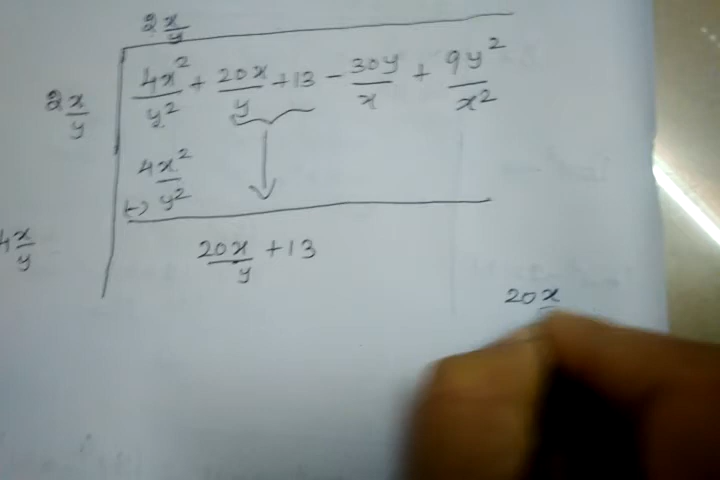 2x/y
2x/y 4x²/y² + 20x/y + 13 - 30y/x + 9y²/x²
4x²/y²
(-)
4x/y 20x/y + 13
20x